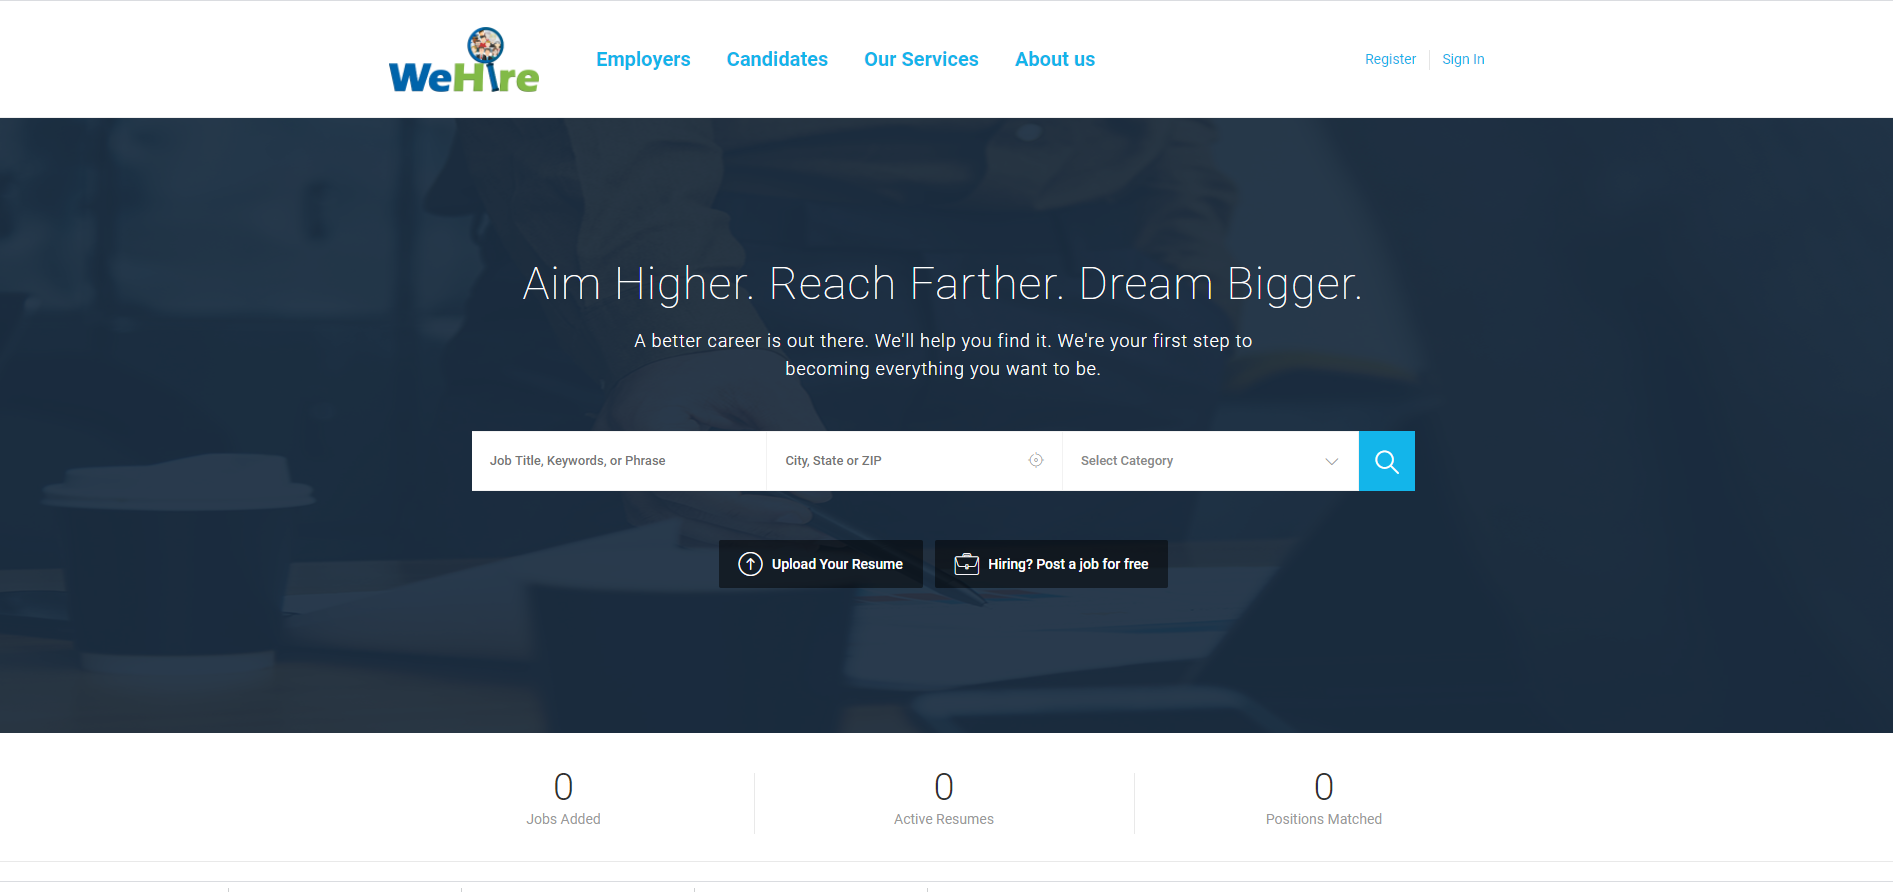 WeHire
Employers
Candidates
Our Services
About us
Register
Sign In
Aim Higher. Reach Farther. Dream Bigger.
A better career is out there. We'll help you find it. We're your first step to
becoming everything you want to be.
Job Title, Keywords, or Phrase
City, State or ZIP
Select Category
Upload Your Resume
Hiring? Post a job for free
0
Jobs Added
0
Active Resumes
0
Positions Matched